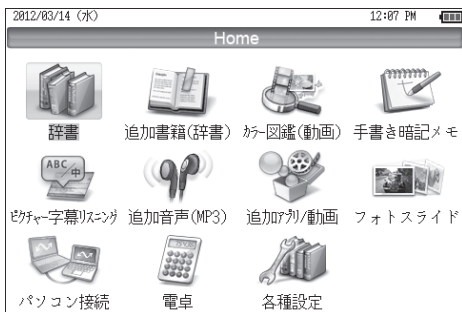 2012/03/14 (水) 12:07 PM
Home
辞書 追加書籍(辞書) ｶﾗｰ図鑑(動画) 手書き暗記メモ
ABC 中
ﾋﾟｸﾁｬｰ字幕ﾘｽﾆﾝｸﾞ 追加音声(MP3) 追加ｱﾌﾟﾘ/動画 フォトスライド
パソコン接続 電卓 各種設定